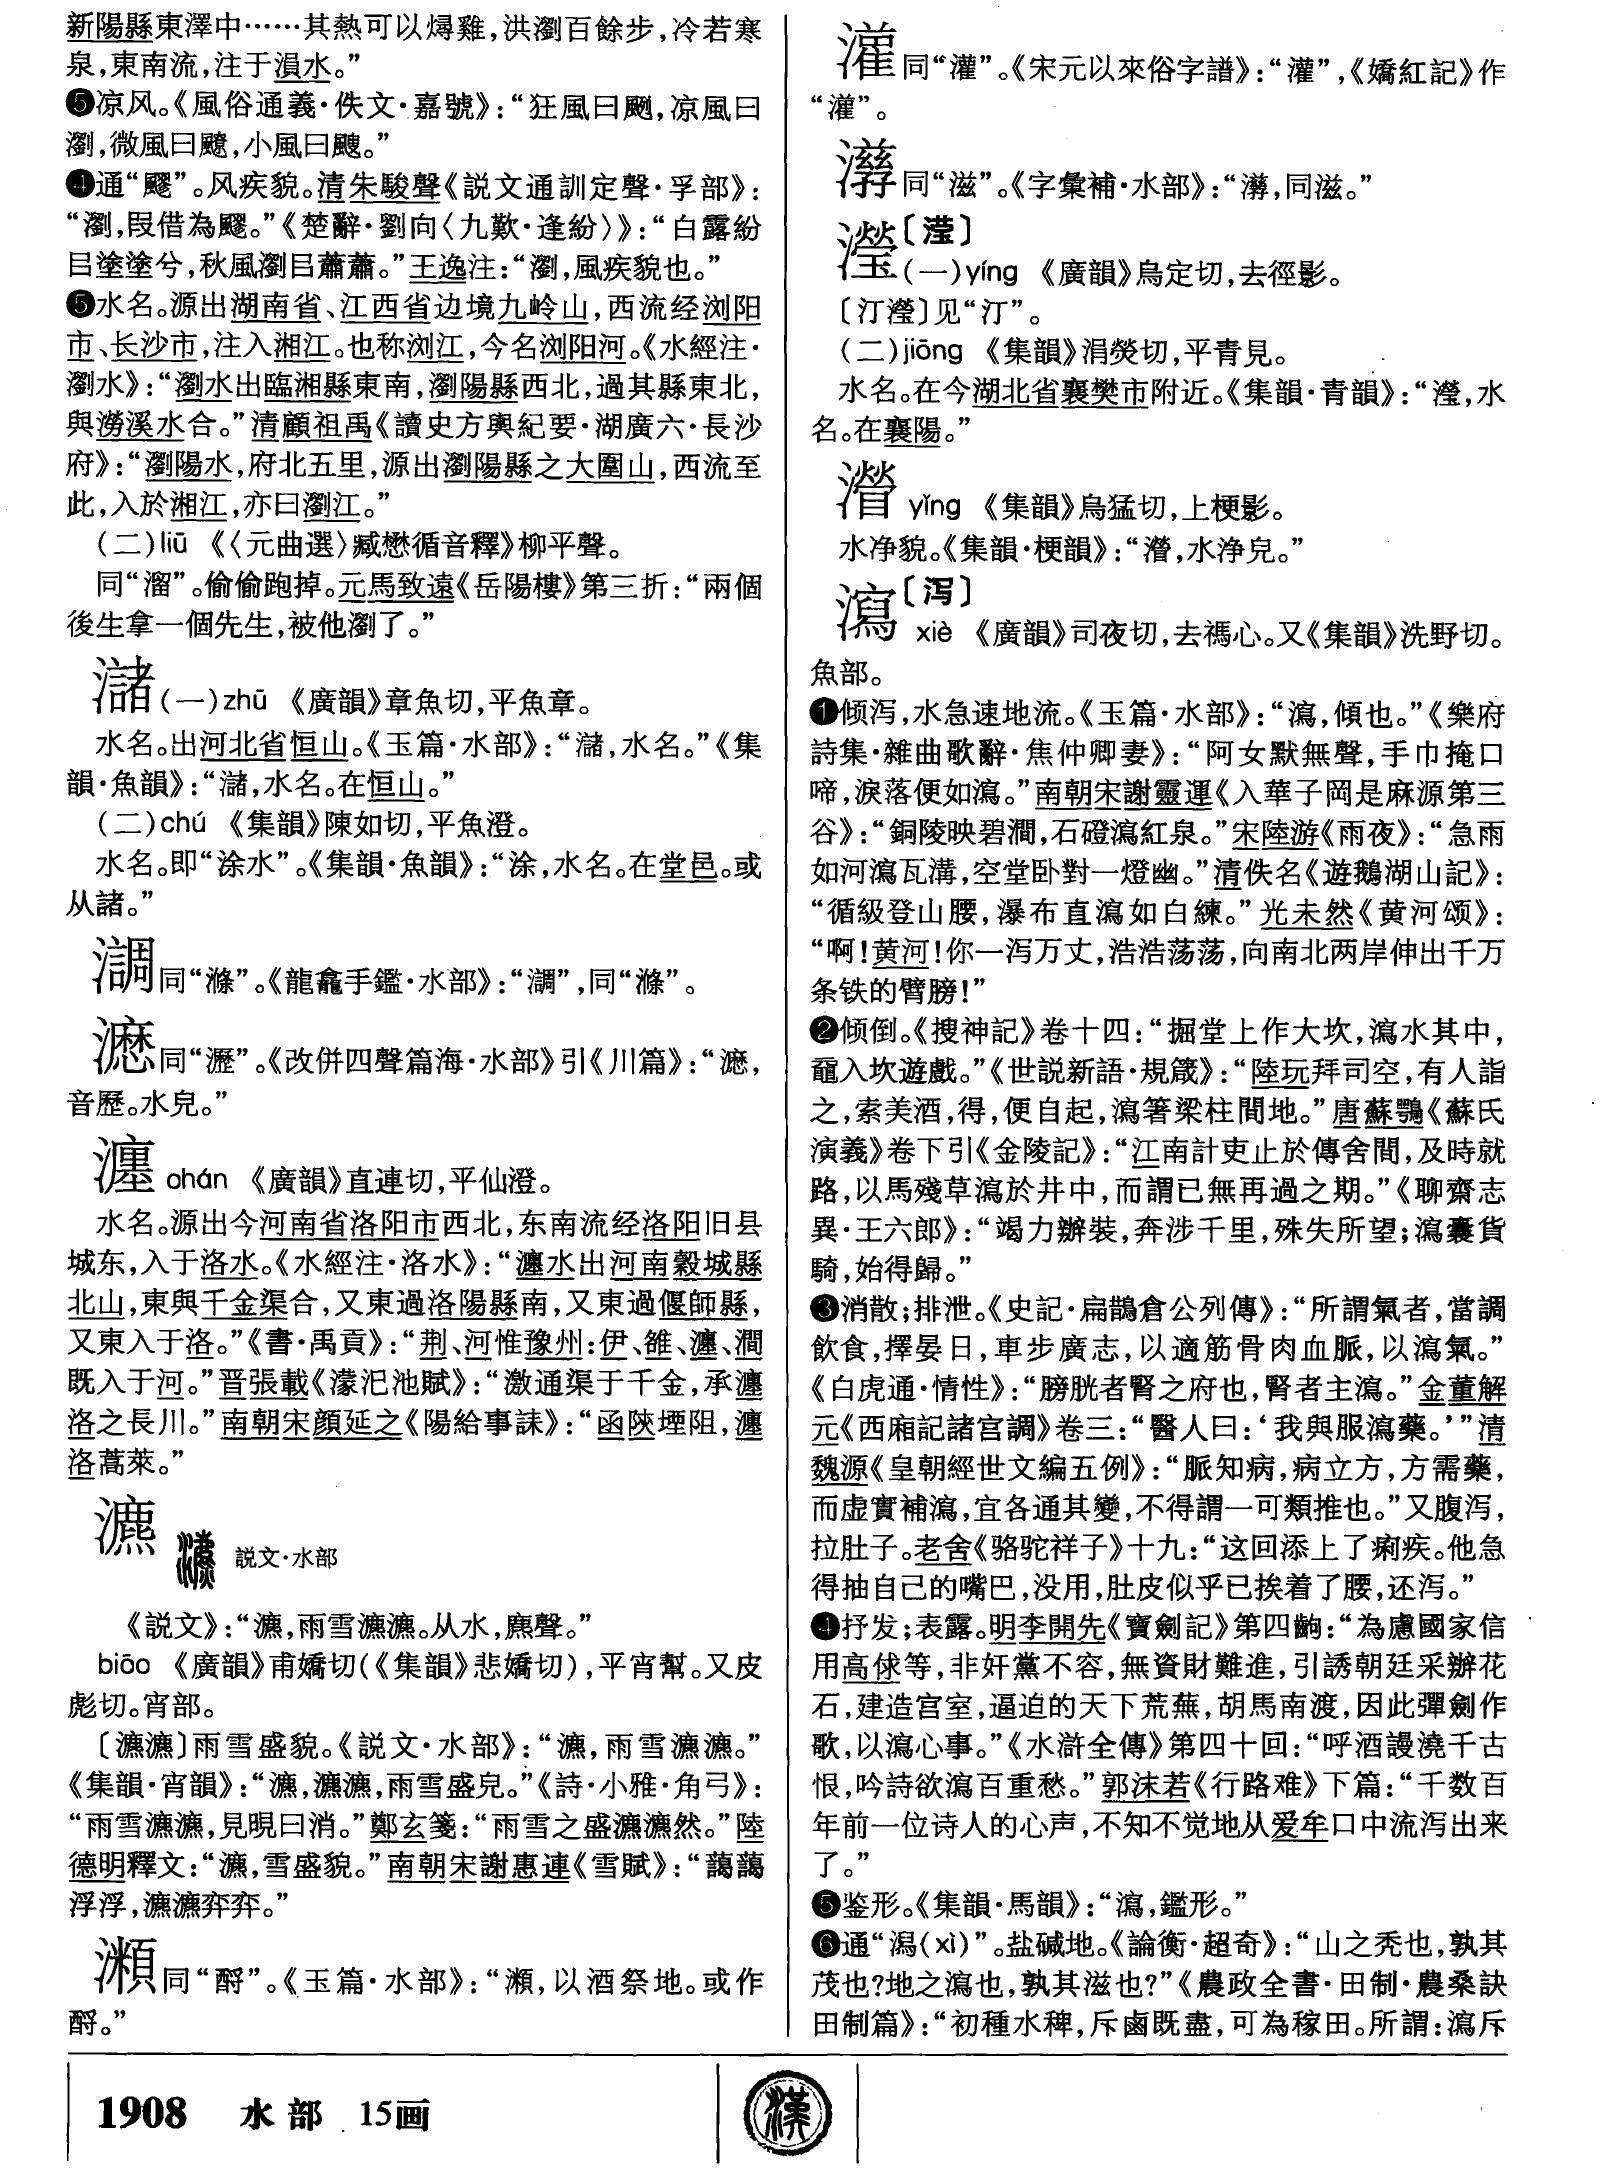 新陽縣東澤中……其熱可以燖雞,洪瀏百餘步,冷若寒
泉,東南流,注于溳水。”
❺凉风。《風俗通義·佚文·嘉號》:“狂風曰颲,凉風曰
瀏,微風曰飉,小風曰颼。”
❹通“飂”。风疾貌。清朱駿聲《説文通訓定聲·孚部》:
“瀏,叚借為飂。”《楚辭·劉向〈九歎·逢紛〉》:“白露紛
㠯塗塗兮,秋風瀏㠯蕭蕭。”王逸注:“瀏,風疾貌也。”
❺水名。源出湖南省、江西省边境九岭山,西流经浏阳
市、长沙市,注入湘江。也称浏江,今名浏阳河。《水經注·
瀏水》:“瀏水出臨湘縣東南,瀏陽縣西北,過其縣東北,
與澇溪水合。”清顧祖禹《讀史方輿紀要·湖廣六·長沙
府》:“瀏陽水,府北五里,源出瀏陽縣之大圍山,西流至
此,入於湘江,亦曰瀏江。”
(二)liū 《〈元曲選〉臧懋循音釋》柳平聲。
同“溜”。偷偷跑掉。元馬致遠《岳陽樓》第三折:“兩個
後生拿一個先生,被他瀏了。”
瀦(一)zhū 《廣韻》章魚切,平魚章。
水名。出河北省恒山。《玉篇·水部》:“,水名。”《集
韻·魚韻》:“,水名。在恒山。”
(二)chú 《集韻》陳如切,平魚澄。
水名。即“涂水”。《集韻·魚韻》:“涂,水名。在堂邑。或
从諸。”
同“滌”。《龍龕手鑑·水部》:“”,同“滌”。
同“瀝”。《改併四聲篇海·水部》引《川篇》:“,
音歷。水皃。”
瀍 ohán 《廣韻》直連切,平仙澄。
水名。源出今河南省洛阳市西北,东南流经洛阳旧县
城东,入于洛水。《水經注·洛水》:“瀍水出河南穀城縣
北山,東與千金渠合,又東過洛陽縣南,又東過偃師縣,
又東入于洛。”《書·禹貢》:“荆、河惟豫州:伊、雒、瀍、澗
既入于河。”晋張載《濛汜池賦》:“激通渠于千金,承瀍
洛之長川。”南朝宋顔延之《陽給事誄》:“函陝堙阻,瀍
洛蒿萊。”
瀌 説文·水部
《説文》:“瀌,雨雪瀌瀌。从水,麃聲。”
biāo 《廣韻》甫嬌切(《集韻》悲嬌切),平宵幫。又皮
彪切。宵部。
〔瀌瀌〕雨雪盛貌。《説文·水部》:“瀌,雨雪瀌瀌。”
《集韻·宵韻》:“瀌,瀌瀌,雨雪盛皃。”《詩·小雅·角弓》:
“雨雪瀌瀌,見晛曰消。”鄭玄箋:“雨雪之盛瀌瀌然。”陸
德明釋文:“瀌,雪盛貌。”南朝宋謝惠連《雪賦》:“藹藹
浮浮,瀌瀌弈弈。”
同“酹”。《玉篇·水部》:“,以酒祭地。或作
酹。”
同“灌”。《宋元以來俗字譜》:“灌”,《嬌紅記》作
“”。
同“滋”。《字彙補·水部》:“,同滋。”
瀅〔滢〕
(一)yíng 《廣韻》烏定切,去徑影。
〔汀瀅〕见“汀”。
(二)jiōng 《集韻》涓熒切,平青見。
水名。在今湖北省襄樊市附近。《集韻·青韻》:“瀅,水
名。在襄陽。”
瀯 yǐng 《集韻》烏猛切,上梗影。
水净貌。《集韻·梗韻》:“,水浄皃。”
瀉〔泻〕
xiè 《廣韻》司夜切,去禡心。又《集韻》洗野切。
魚部。
❶倾泻,水急速地流。《玉篇·水部》:“瀉,傾也。”《樂府
詩集·雜曲歌辭·焦仲卿妻》:“阿女默無聲,手巾掩口
啼,淚落便如瀉。”南朝宋謝靈運《入華子岡是麻源第三
谷》:“銅陵映碧澗,石磴瀉紅泉。”宋陸游《雨夜》:“急雨
如河瀉瓦溝,空堂卧對一燈幽。”清佚名《遊鵝湖山記》:
“循級登山腰,瀑布直瀉如白練。”光未然《黄河颂》:
“啊!黄河!你一泻万丈,浩浩荡荡,向南北两岸伸出千万
条铁的臂膀!”
❷倾倒。《搜神記》卷十四:“掘堂上作大坎,瀉水其中,
黿入坎遊戲。”《世説新語·規箴》:“陸玩拜司空,有人詣
之,索美酒,得,便自起,瀉箸梁柱間地。”唐蘇鶚《蘇氏
演義》卷下引《金陵記》:“江南計吏止於傳舍間,及時就
路,以馬殘草瀉於井中,而謂已無再過之期。”《聊齋志
異·王六郎》:“竭力辦裝,奔涉千里,殊失所望;瀉囊貨
騎,始得歸。”
❸消散;排泄。《史記·扁鵲倉公列傳》:“所謂氣者,當調
飲食,擇晏日,車步廣志,以適筋骨肉血脈,以瀉氣。”
《白虎通·情性》:“膀胱者腎之府也,腎者主瀉。”金董解
元《西廂記諸宫調》卷三:“醫人曰:‘我與服瀉藥。’”清
魏源《皇朝經世文編五例》:“脈知病,病立方,方需藥,
而虚實補瀉,宜各通其變,不得謂一可類推也。”又腹泻,
拉肚子。老舍《骆驼祥子》十九:“这回添上了痢疾。他急
得抽自己的嘴巴,没用,肚皮似乎已挨着了腰,还泻。”
❹抒发;表露。明李開先《寶劍記》第四齣:“為慮國家信
用高俅等,非奸黨不容,無資財難進,引誘朝廷采辦花
石,建造宫室,逼迫的天下荒蕪,胡馬南渡,因此彈劍作
歌,以瀉心事。”《水滸全傳》第四十回:“呼酒謾澆千古
恨,吟詩欲瀉百重愁。”郭沫若《行路难》下篇:“千数百
年前一位诗人的心声,不知不觉地从爱牟口中流泻出来
了。”
❺鉴形。《集韻·馬韻》:“瀉,鑑形。”
❻通“潟(xì)”。盐碱地。《論衡·超奇》:“山之秃也,孰其
茂也?地之瀉也,孰其滋也?”《農政全書·田制·農桑訣
田制篇》:“初種水稗,斥鹵既盡,可為稼田。所謂:瀉斥
1908 水部 15画
漢